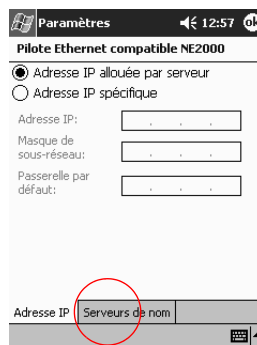 Paramètres 12:57 ok
Pilote Ethernet compatible NE2000
Adresse IP allouée par serveur
Adresse IP spécifique
Adresse IP:
Masque de
sous-réseau:
Passerelle par
défaut:
Adresse IP Serveurs de nom